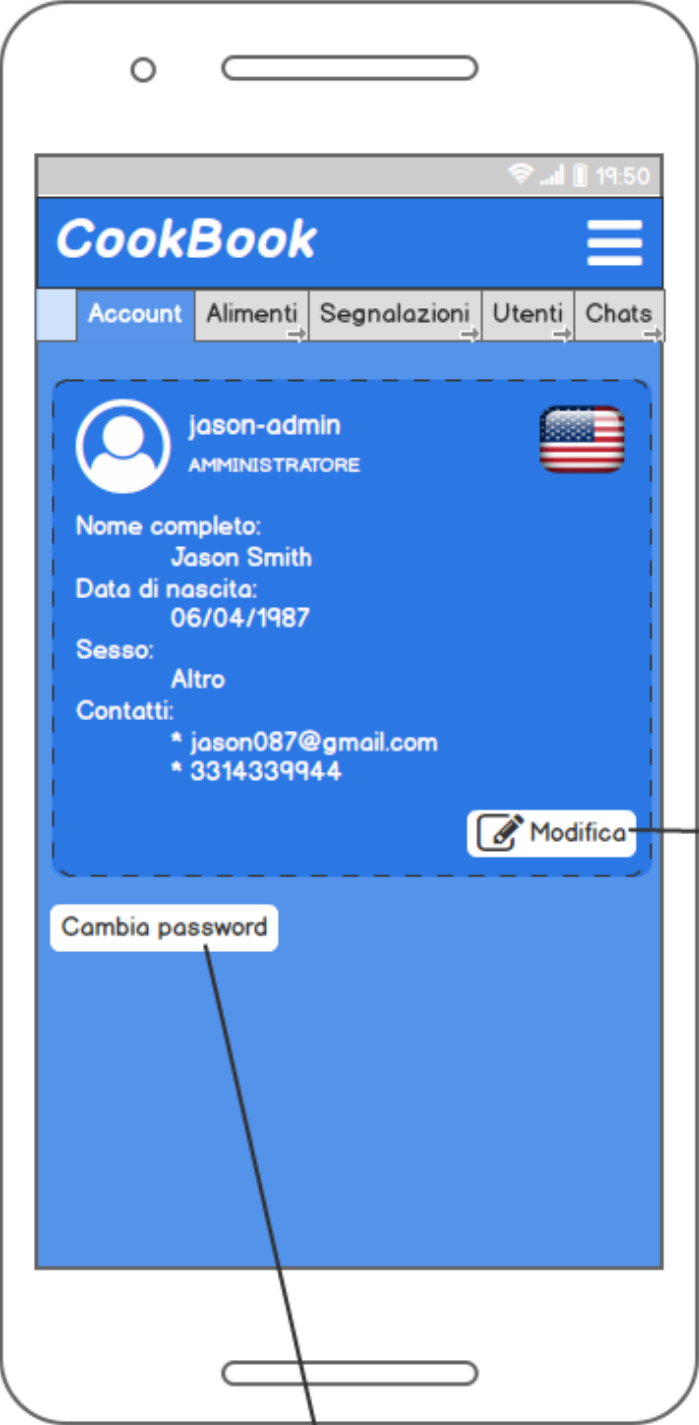 19:50
CookBook
Account Alimenti Segnalazioni Utenti Chats
jason-admin
AMMINISTRATORE
Nome completo:
Jason Smith
Data di nascita:
06/04/1987
Sesso:
Altro
Contatti:
* jason087@gmail.com
* 3314339944
Modifica
Cambia password